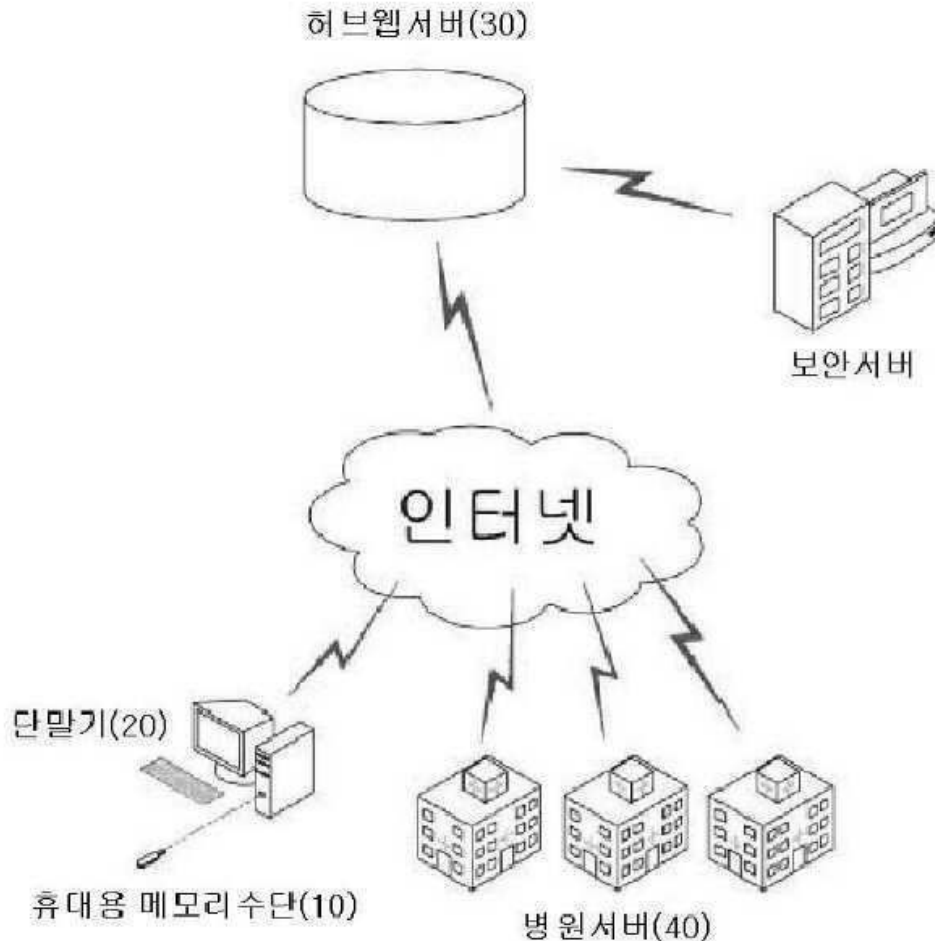 허브웹서버(30)
보안서버
인터넷
단말기(20)
휴대용 메모리수단(10)
병원서버(40)